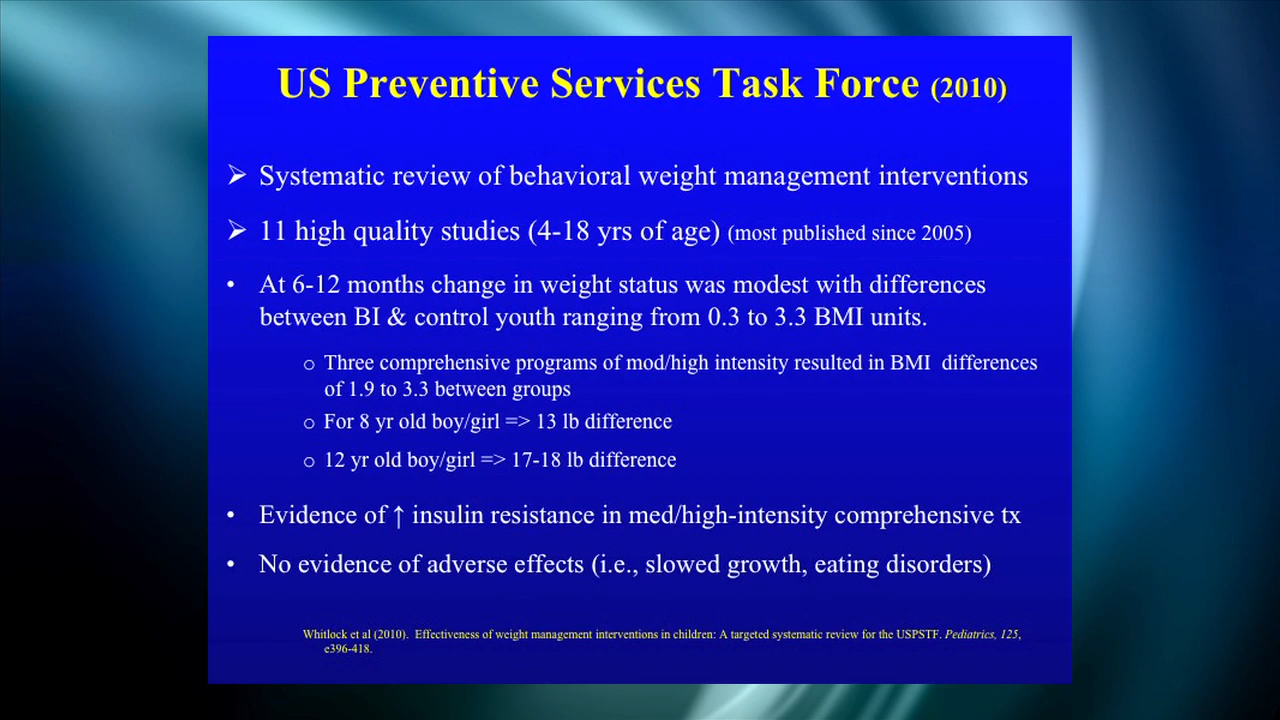 US Preventive Services Task Force (2010)
➢ Systematic review of behavioral weight management interventions
➢ 11 high quality studies (4-18 yrs of age) (most published since 2005)
• At 6-12 months change in weight status was modest with differences
between BI & control youth ranging from 0.3 to 3.3 BMI units.
o Three comprehensive programs of mod/high intensity resulted in BMI differences
of 1.9 to 3.3 between groups
o For 8 yr old boy/girl => 13 lb difference
o 12 yr old boy/girl => 17-18 lb difference
• Evidence of ↑ insulin resistance in med/high-intensity comprehensive tx
• No evidence of adverse effects (i.e., slowed growth, eating disorders)
Whitlock et al (2010). Effectiveness of weight management interventions in children: A targeted systematic review for the USPSTF. Pediatrics, 125,
e396-418.